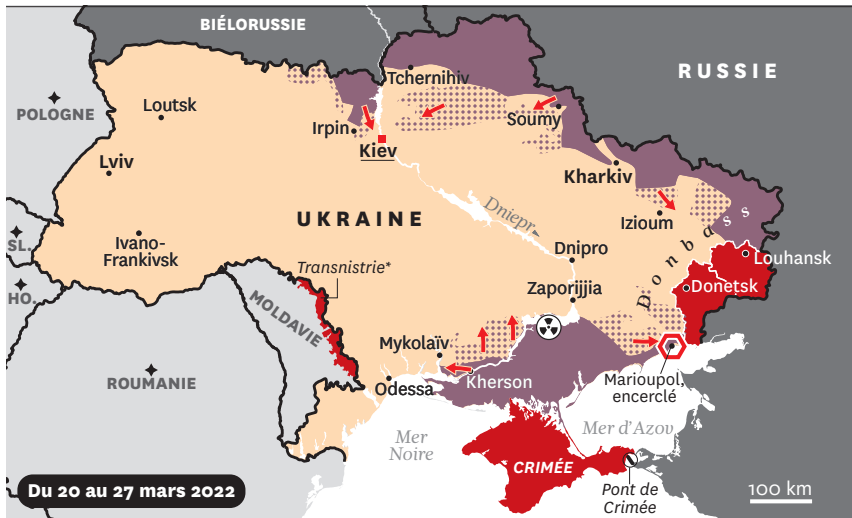 BIÉLORUSSIE
RUSSIE
Tchernihiv
POLOGNE
Loutsk
Soumy
Irpin
Kiev
Lviv
Kharkiv
UKRAINE
Dniepr
Izioum
Ivano-
Frankivsk
SL.
Donbass
Dnipro
Louhansk
Transnistrie*
HO.
Zaporijjia
Donetsk
MOLDAVIE
Mykolaïv
ROUMANIE
Odessa
Kherson
Marioupol,
encerclé
Mer
Noire
Mer d'Azov
CRIMÉE
Du 20 au 27 mars 2022
Pont de
Crimée
100 km